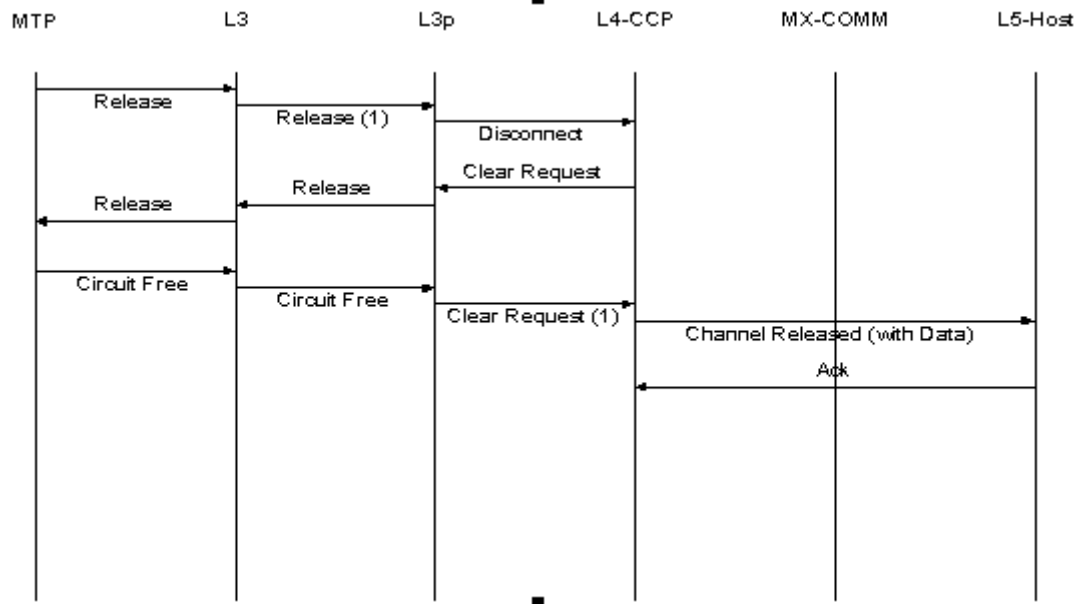 MTP L3 L3p L4-CCP MX-COMM L5-Host
Release
Release (1)
Disconnect
Clear Request
Release
Release
Circuit Free
Circuit Free
Clear Request (1)
Channel Released (with Data)
Ack